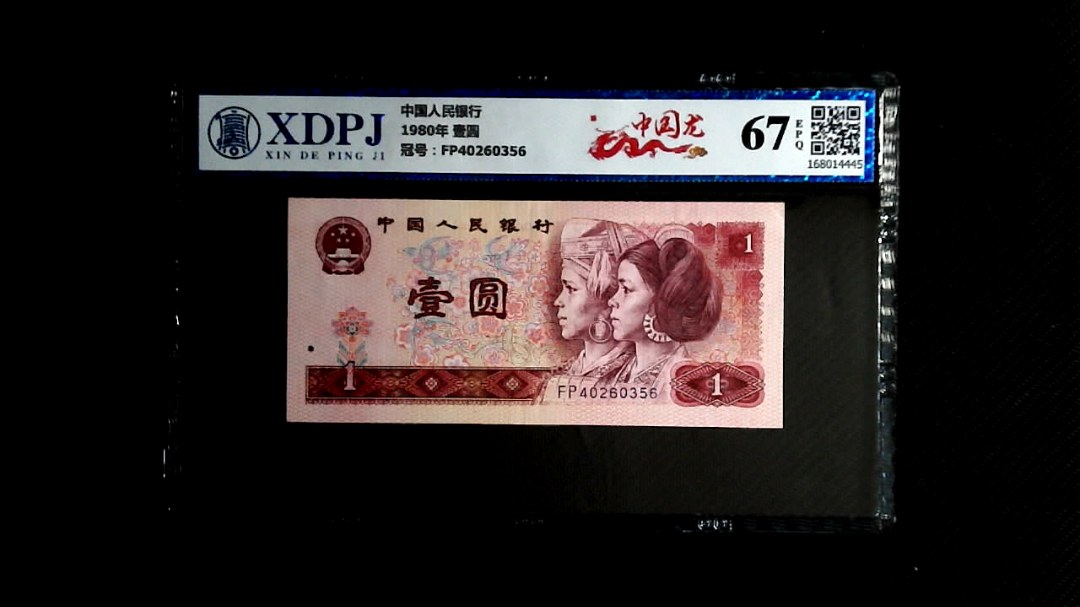 XDPJ
XIN DE PING JI
中国人民银行
1980年 壹圆
冠号：FP40260356
中国龙
67
EPQ
168014445
中国人民银行
1
壹圆
1
FP40260356
1